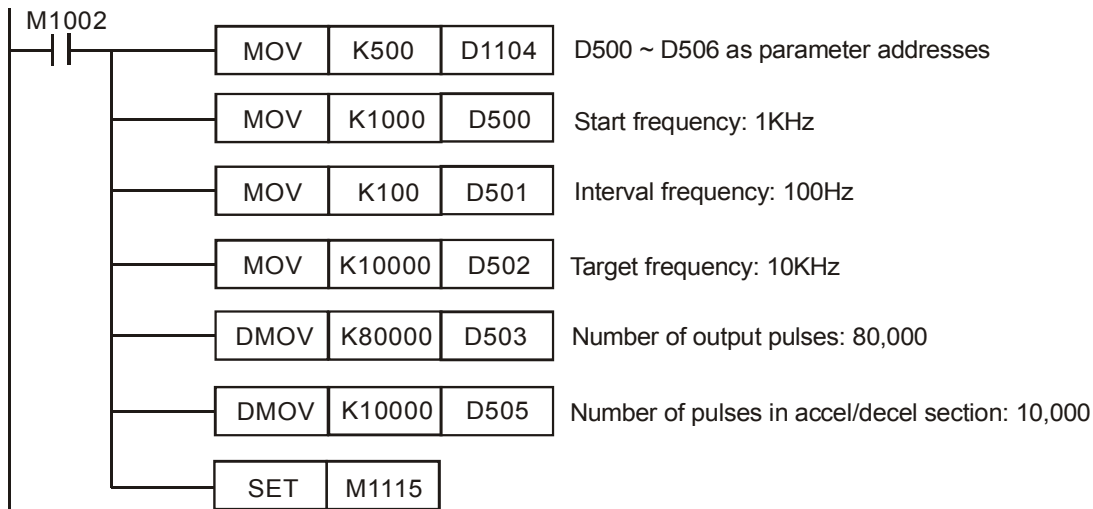 M1002
MOV K500 D1104 D500 ~ D506 as parameter addresses
MOV K1000 D500 Start frequency: 1KHz
MOV K100 D501 Interval frequency: 100Hz
MOV K10000 D502 Target frequency: 10KHz
DMOV K80000 D503 Number of output pulses: 80,000
DMOV K10000 D505 Number of pulses in accel/decel section: 10,000
SET M1115